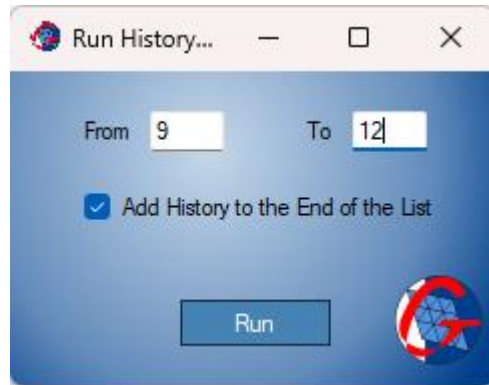 Run History...
From 9 To 12
Add History to the End of the List
Run